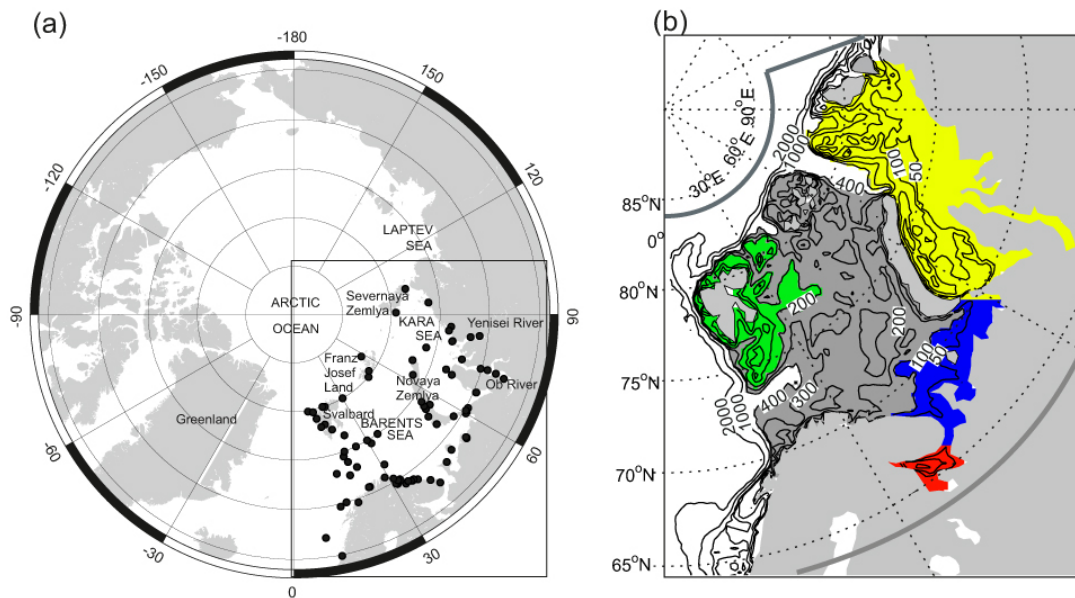 (a)
-180
-150
150
-120
120
LAPTEV
SEA
ARCTIC
OCEAN
Severnaya
Zemlya
KARA
SEA
Yenisei River
-90
90
Franz
Josef
Land
Novaya
Zemlya
Ob River
Greenland
Svalbard
BARENTS
SEA
-60
60
-30
30
0
(b)
30°E 60°E 90°E
2000
1000
400
100
50
85°N
0°
80°N
75°N
70°N
65°N
200
200
100
50
300
400
1000
2000